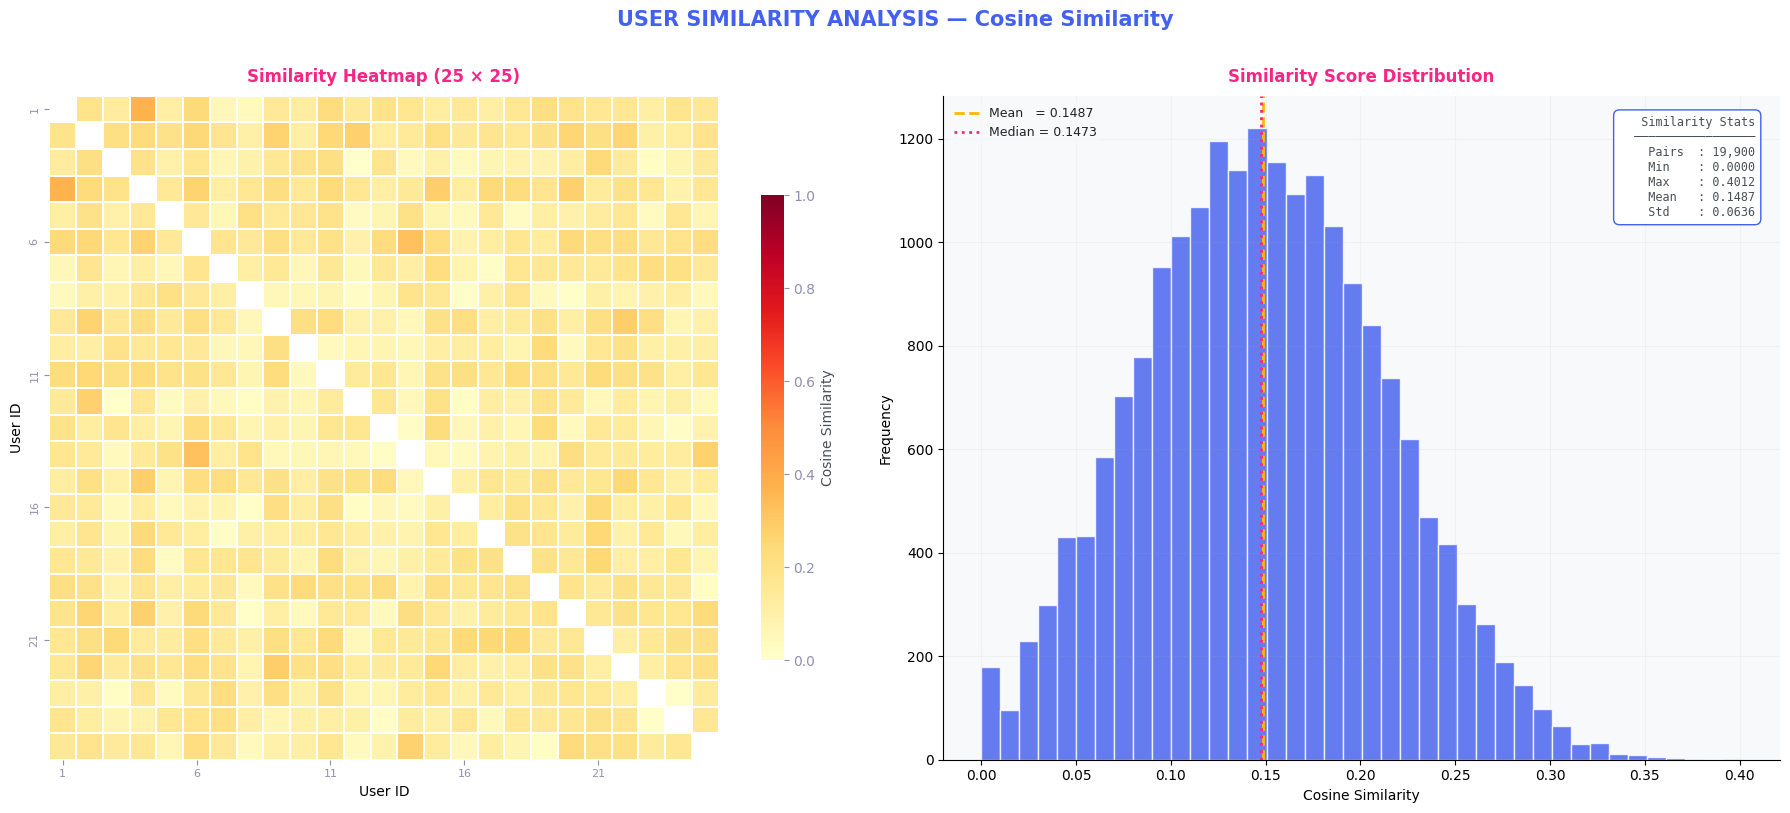 USER SIMILARITY ANALYSIS — Cosine Similarity
Similarity Heatmap (25 × 25)
1
6
11
16
21
User ID
1
6
11
16
21
User ID
1.0
0.8
0.6
0.4
0.2
0.0
Cosine Similarity
Similarity Score Distribution
Mean   = 0.1487
Median = 0.1473
Similarity Stats
─────────────────
Pairs  : 19,900
Min    : 0.0000
Max    : 0.4012
Mean   : 0.1487
Std    : 0.0636
1200
1000
800
600
400
200
0
Frequency
0.00
0.05
0.10
0.15
0.20
0.25
0.30
0.35
0.40
Cosine Similarity